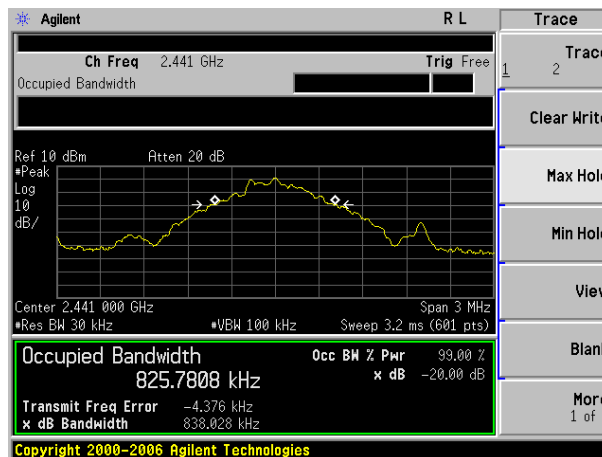 Agilent R L Trace
Ch Freq 2.441 GHz Trig Free
Occupied Bandwidth
Trace
1 2
Clear Write
Max Hold
Min Hold
View
Blank
More
1 of
Ref 10 dBm Atten 20 dB
#Peak
Log
10
dB/
Center 2.441 000 GHz Span 3 MHz
#Res BW 30 kHz #VBW 100 kHz Sweep 3.2 ms (601 pts)
Occupied Bandwidth Occ BW % Pwr 99.00 %
825.7808 kHz x dB -20.00 dB
Transmit Freq Error -4.376 kHz
x dB Bandwidth 838.028 kHz
Copyright 2000-2006 Agilent Technologies